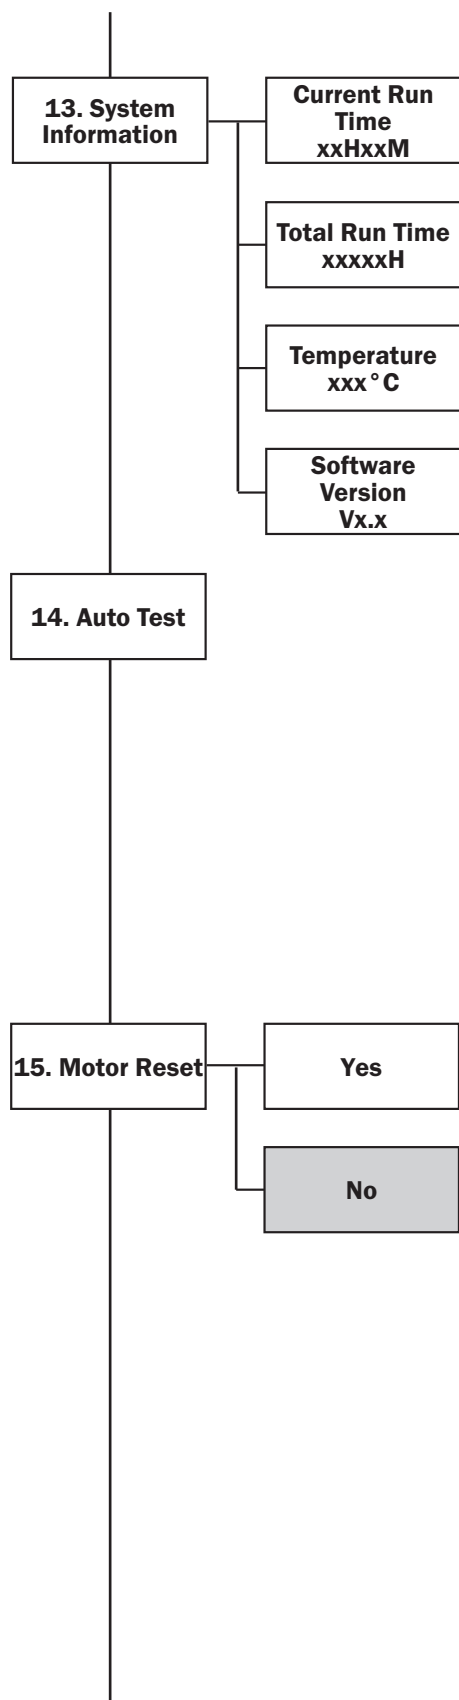 13. System
Information
Current Run
Time
xxHxxM
Total Run Time
xxxxxH
Temperature
xxx°C
Software
Version
Vx.x
14. Auto Test
15. Motor Reset
Yes
No